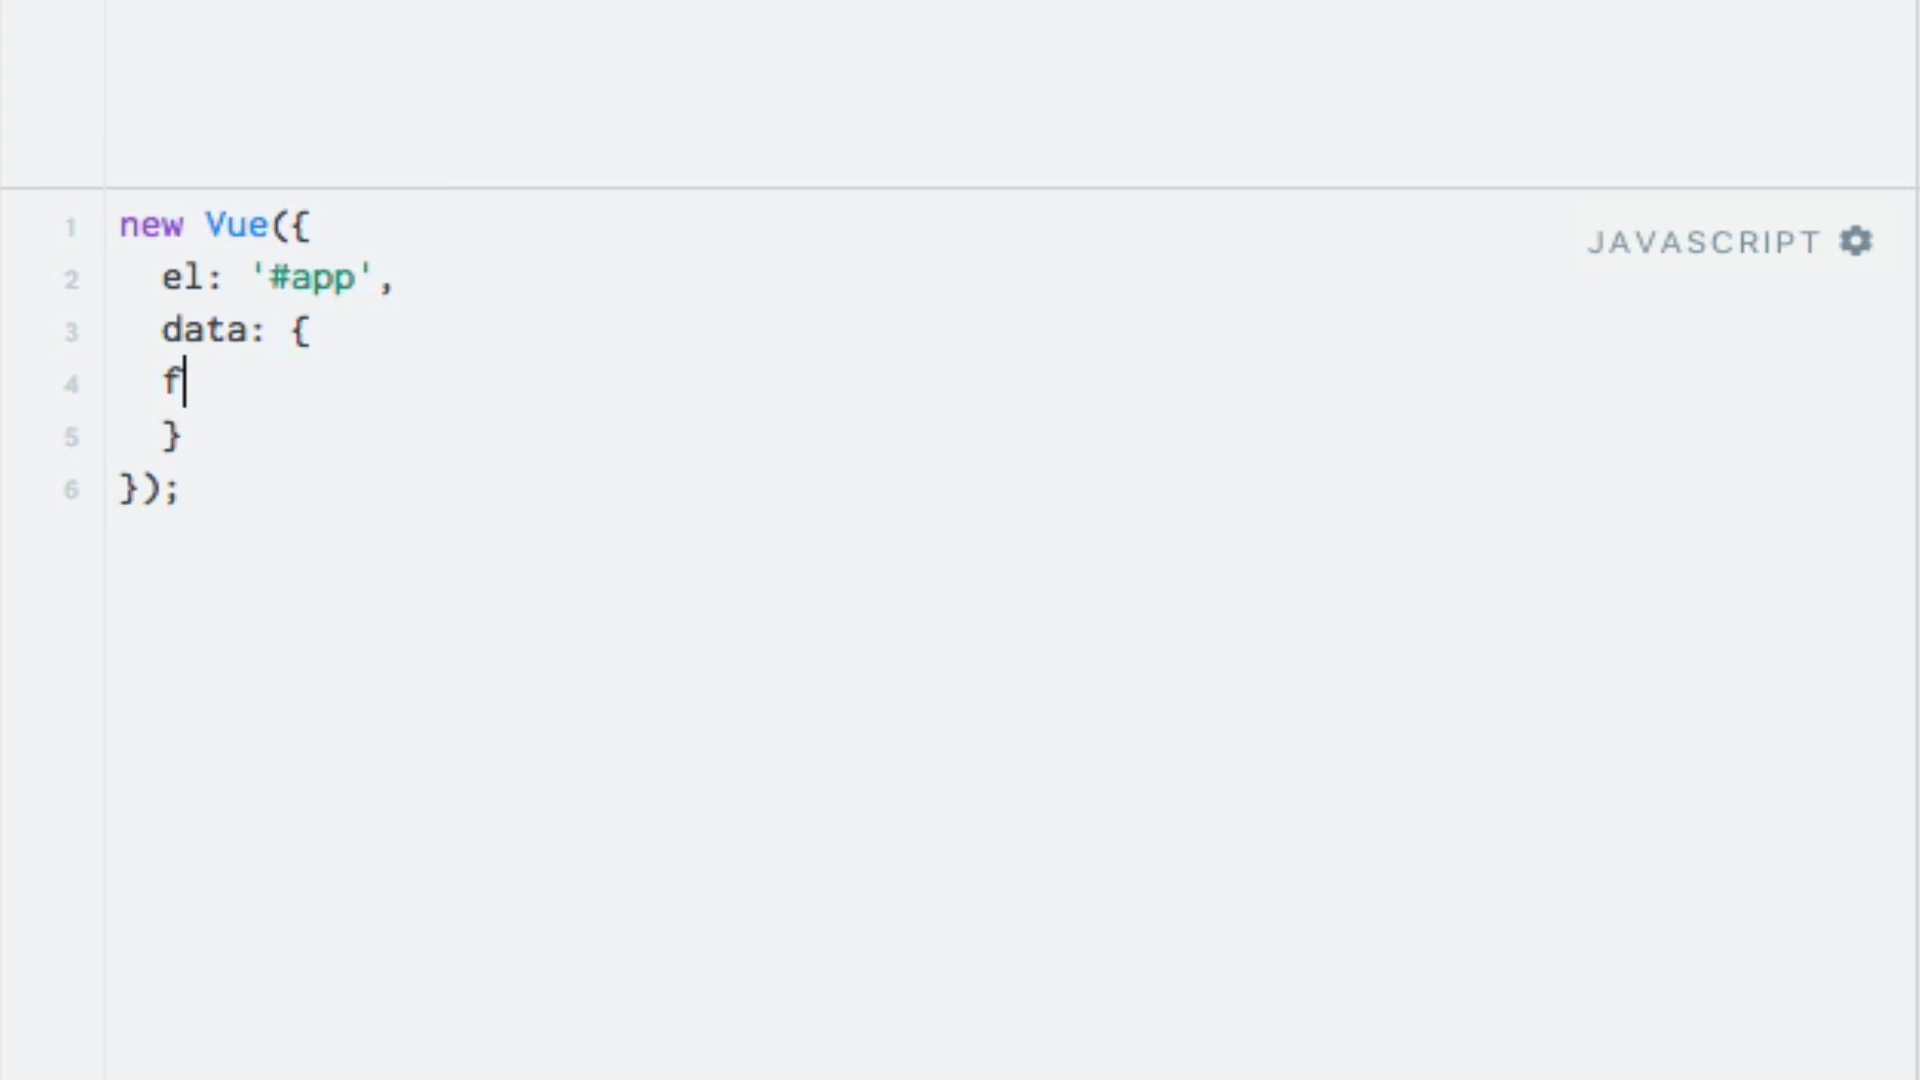 1 new Vue({
JAVASCRIPT
2   el: '#app',
3   data: {
4   f
5   }
6 });